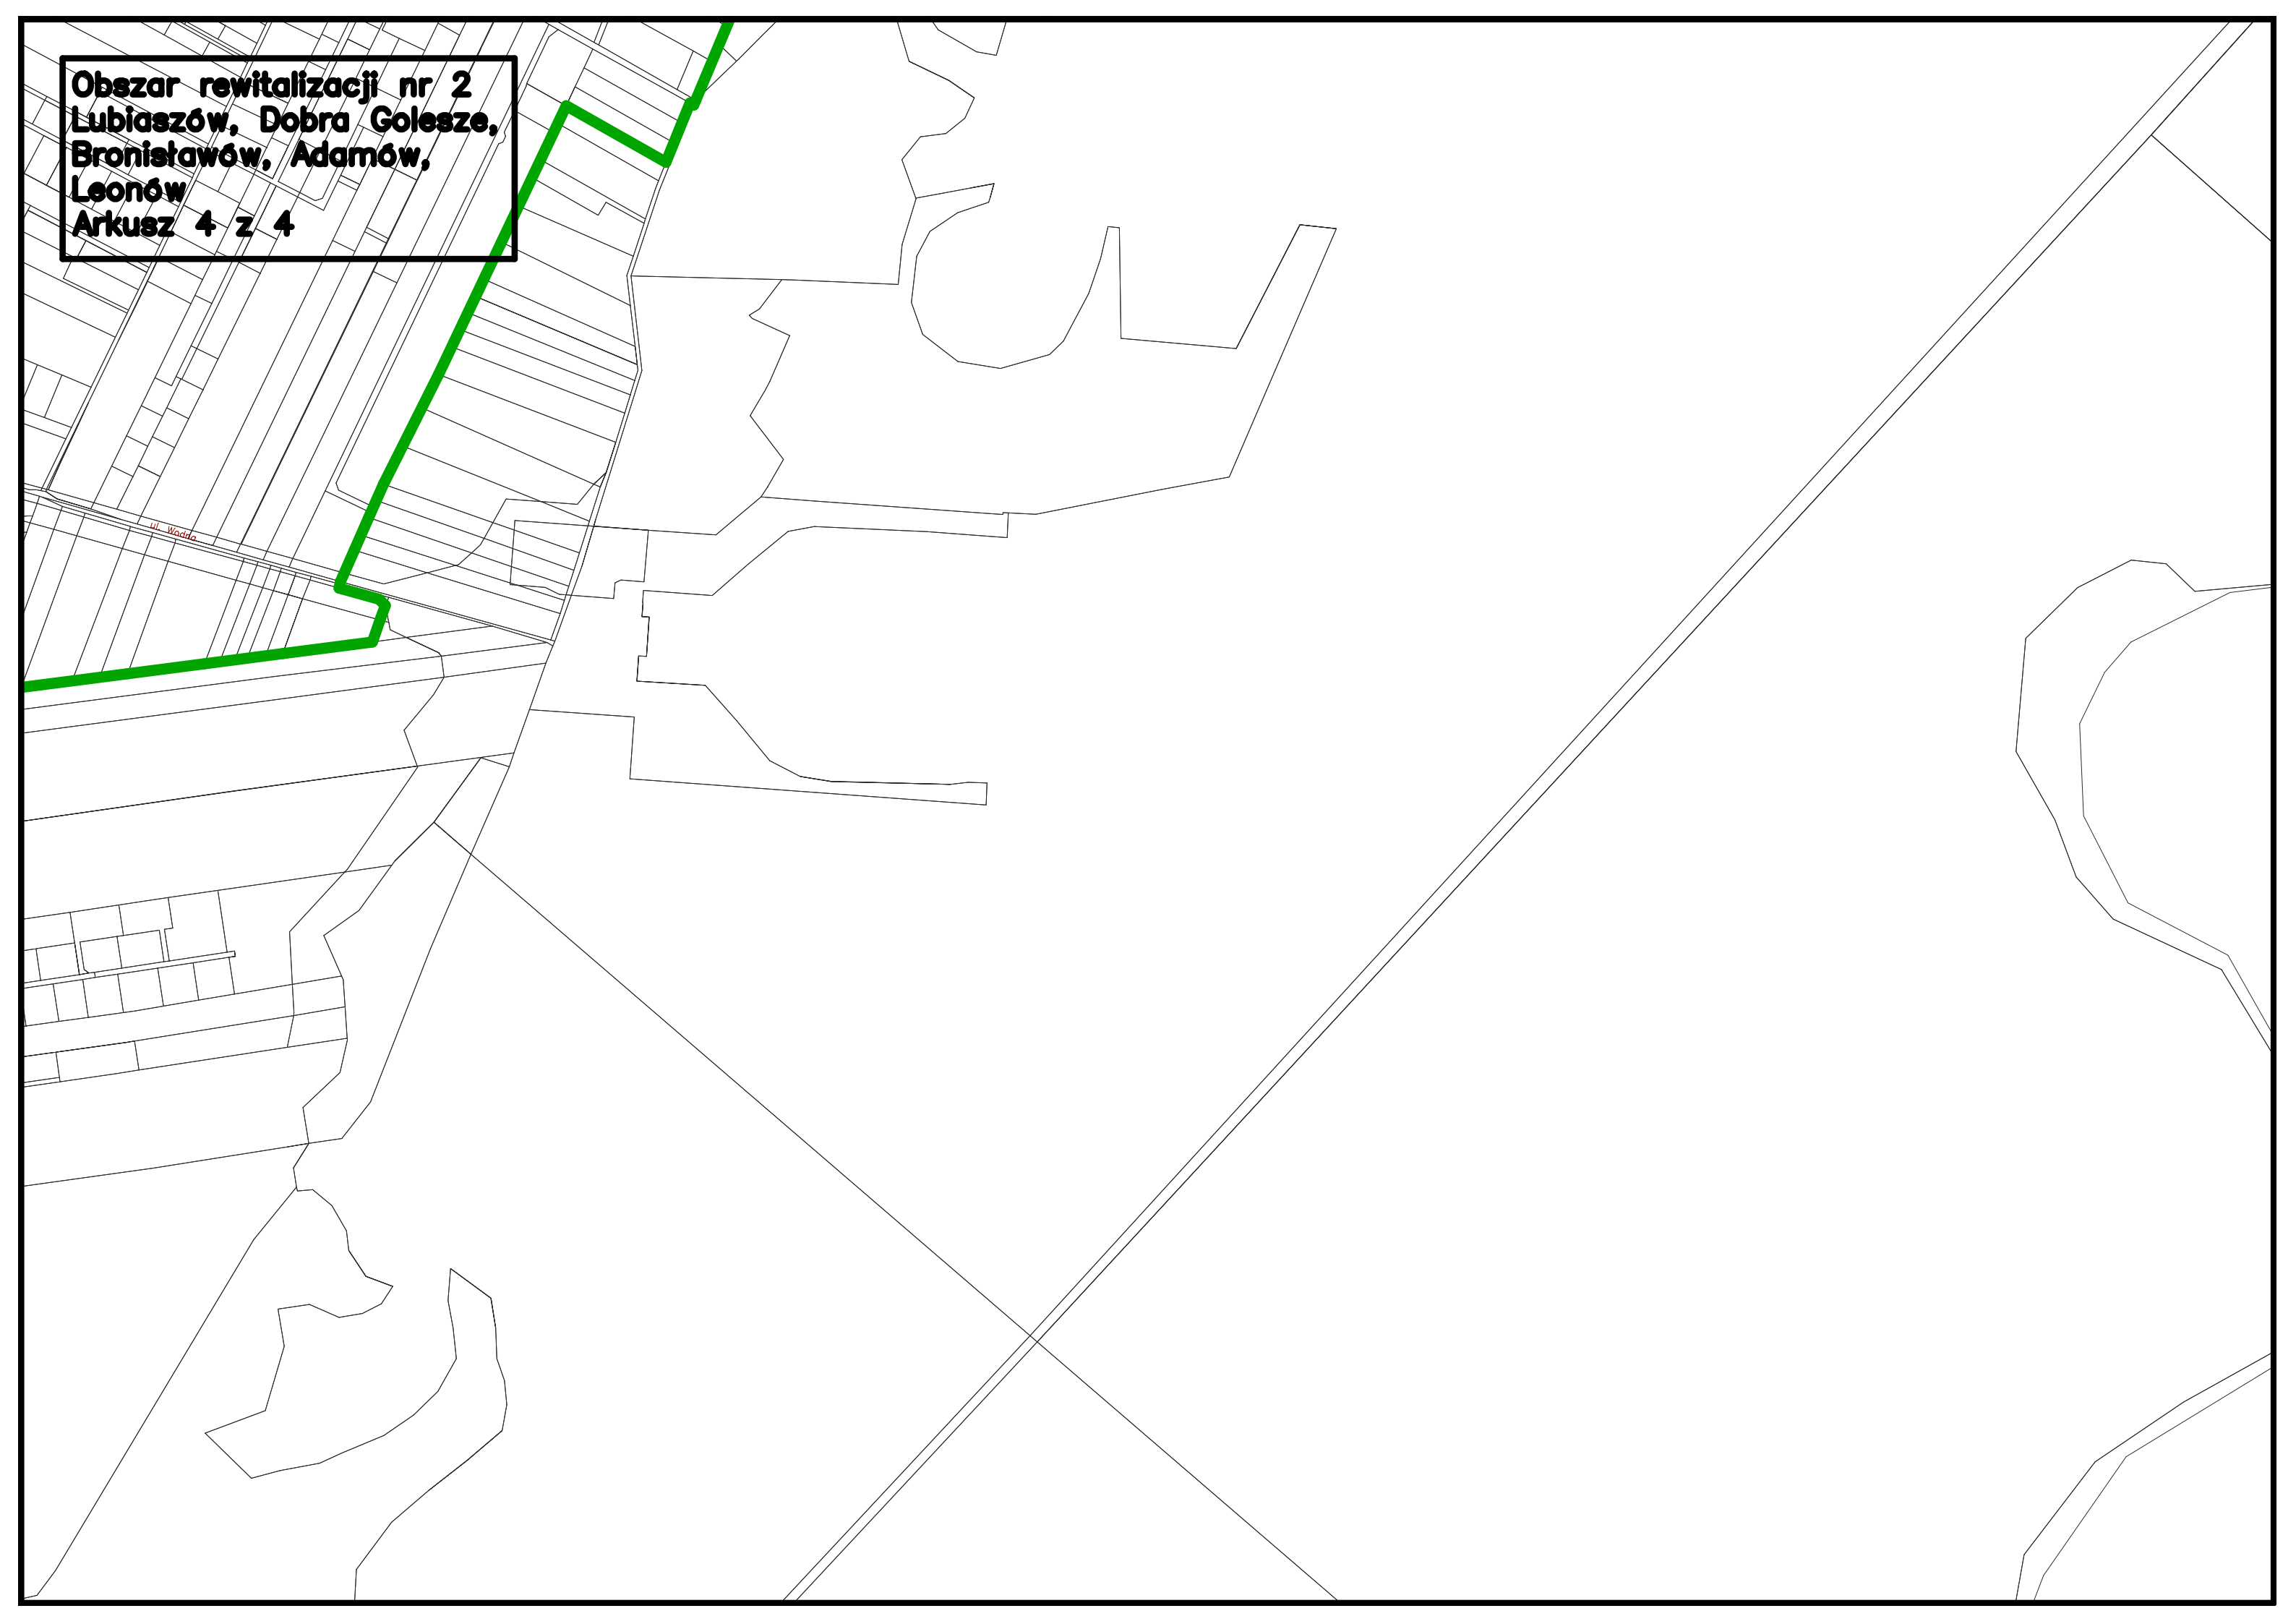 Obszar rewitalizacji nr 2
Lubiaszów, Dobra Golesze,
Bronisławów, Adamów,
Leonów
Arkusz 4 z 4
ul. Wodna